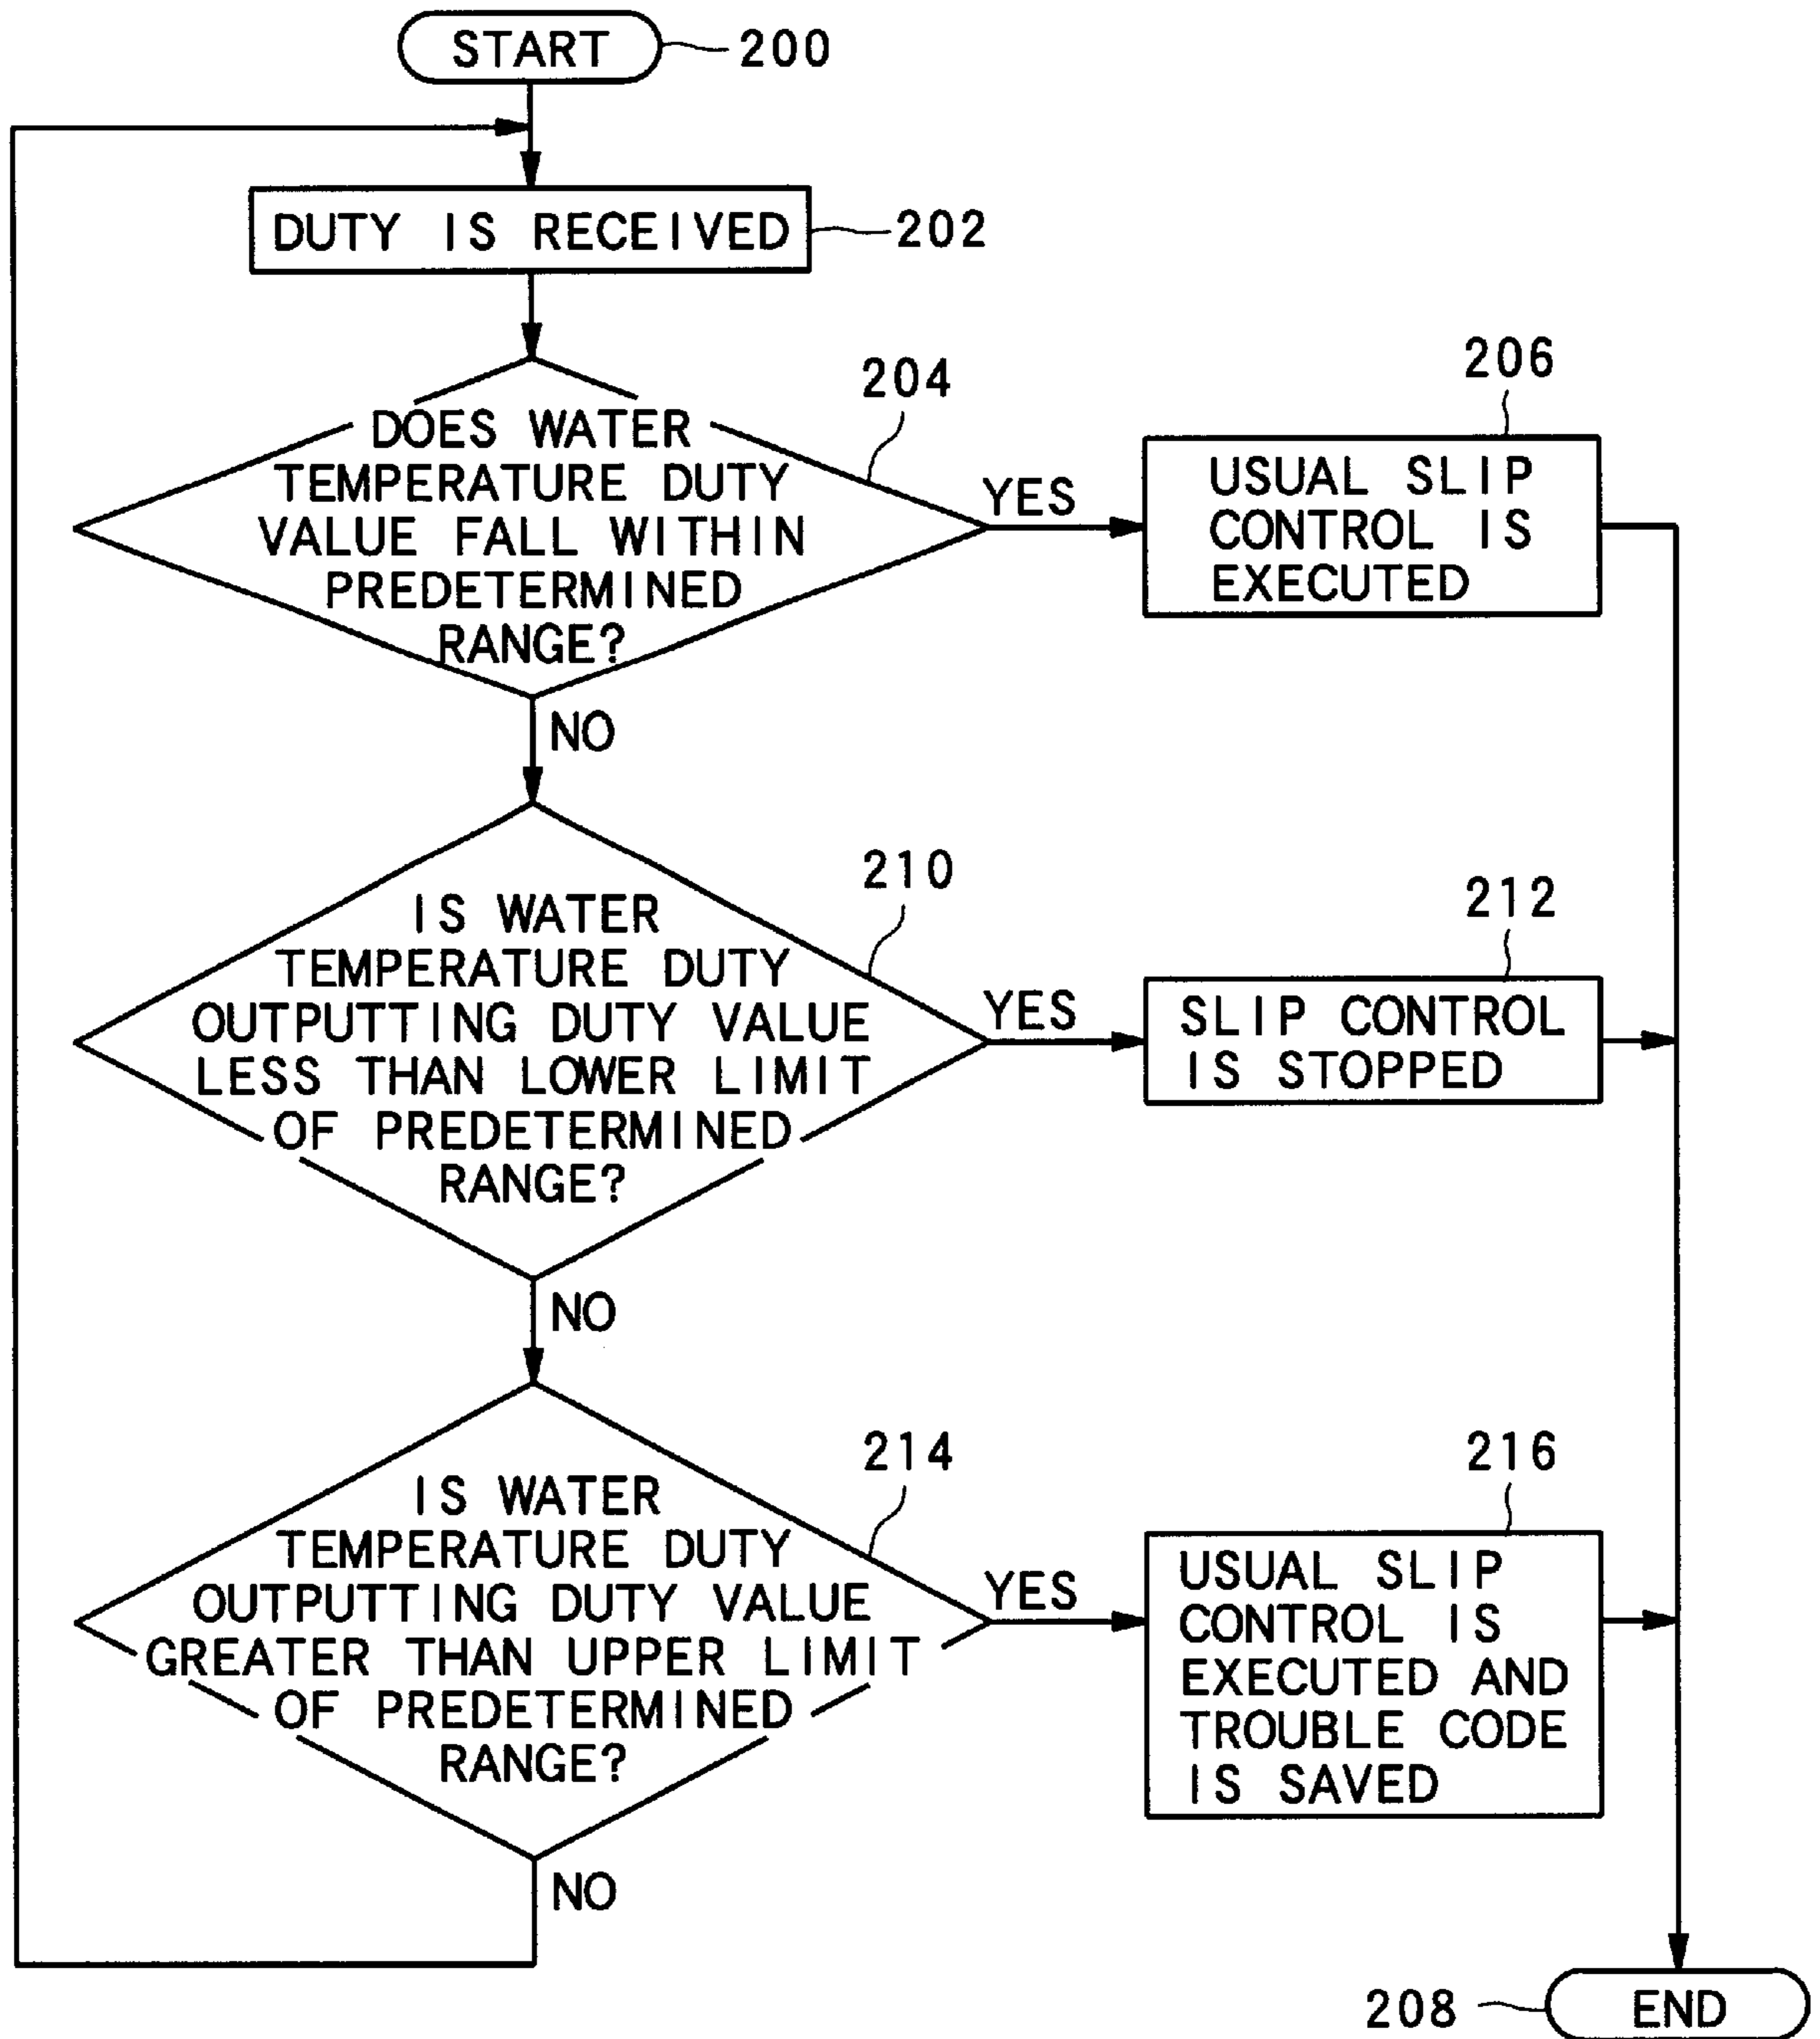 START
200
DUTY IS RECEIVED
202
204
DOES WATER
TEMPERATURE DUTY
VALUE FALL WITHIN
PREDETERMINED
RANGE?
YES
206
USUAL SLIP
CONTROL IS
EXECUTED
NO
210
IS WATER
TEMPERATURE DUTY
OUTPUTTING DUTY VALUE
LESS THAN LOWER LIMIT
OF PREDETERMINED
RANGE?
YES
212
SLIP CONTROL
IS STOPPED
NO
214
IS WATER
TEMPERATURE DUTY
OUTPUTTING DUTY VALUE
GREATER THAN UPPER LIMIT
OF PREDETERMINED
RANGE?
YES
216
USUAL SLIP
CONTROL IS
EXECUTED AND
TROUBLE CODE
IS SAVED
NO
208
END